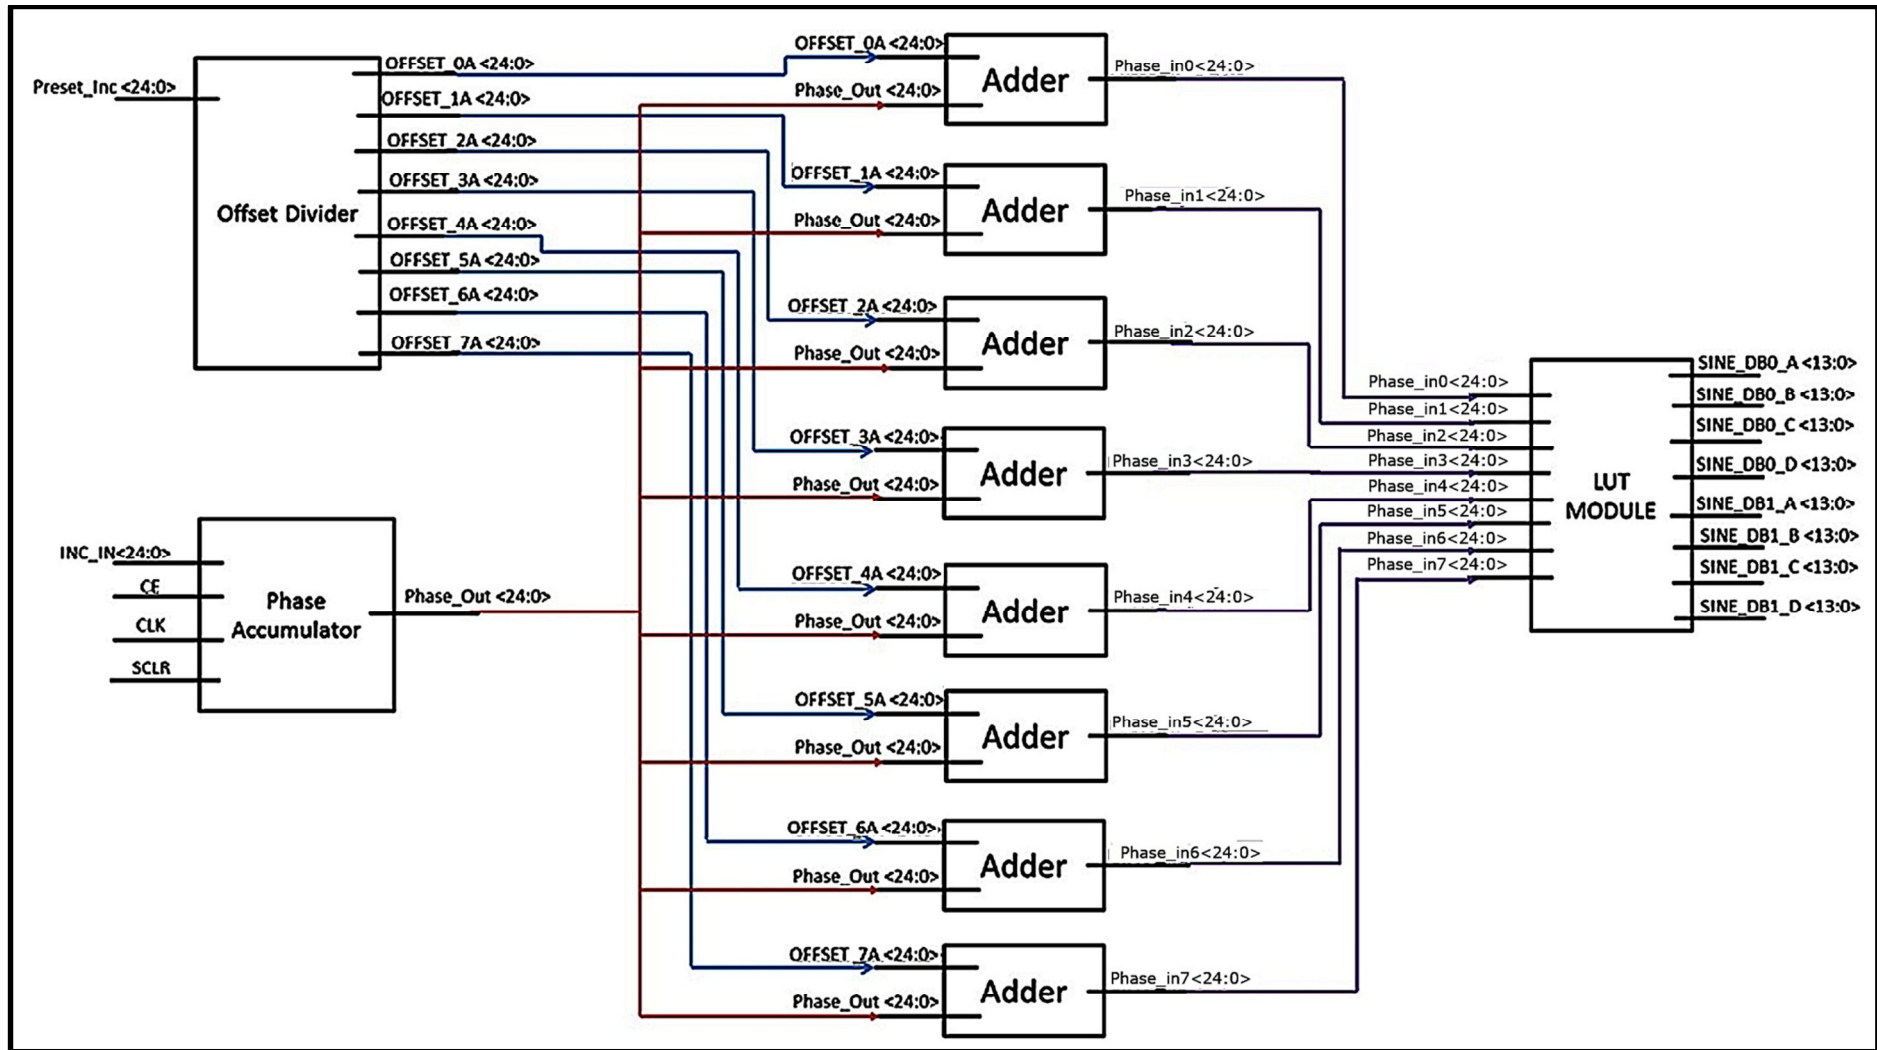 Preset_Inc <24:0>
Offset Divider
OFFSET_0A <24:0>
OFFSET_1A <24:0>
OFFSET_2A <24:0>
OFFSET_3A <24:0>
OFFSET_4A <24:0>
OFFSET_5A <24:0>
OFFSET_6A <24:0>
OFFSET_7A <24:0>
INC_IN<24:0>
CE
CLK
SCLR
Phase
Accumulator
Phase_Out <24:0>
OFFSET_0A <24:0>
Phase_Out <24:0>
Adder
Phase_in0<24:0>
OFFSET_1A <24:0>
Phase_Out <24:0>
Adder
Phase_in1<24:0>
OFFSET_2A <24:0>
Phase_Out <24:0>
Adder
Phase_in2<24:0>
OFFSET_3A <24:0>
Phase_Out <24:0>
Adder
Phase_in3<24:0>
OFFSET_4A <24:0>
Phase_Out <24:0>
Adder
Phase_in4<24:0>
OFFSET_5A <24:0>
Phase_Out <24:0>
Adder
Phase_in5<24:0>
OFFSET_6A <24:0>
Phase_Out <24:0>
Adder
Phase_in6<24:0>
OFFSET_7A <24:0>
Phase_Out <24:0>
Adder
Phase_in7<24:0>
Phase_in0<24:0>
Phase_in1<24:0>
Phase_in2<24:0>
Phase_in3<24:0>
Phase_in4<24:0>
Phase_in5<24:0>
Phase_in6<24:0>
Phase_in7<24:0>
LUT
MODULE
SINE_DB0_A <13:0>
SINE_DB0_B <13:0>
SINE_DB0_C <13:0>
SINE_DB0_D <13:0>
SINE_DB1_A <13:0>
SINE_DB1_B <13:0>
SINE_DB1_C <13:0>
SINE_DB1_D <13:0>